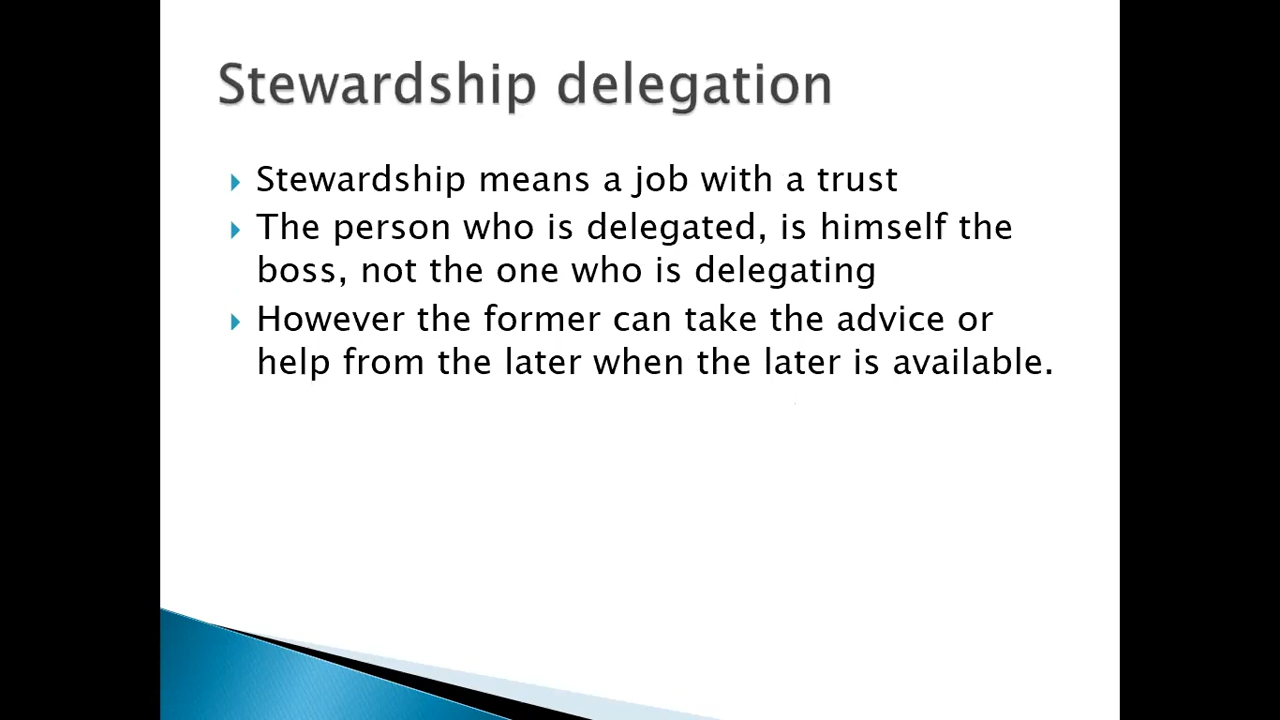 Stewardship delegation
Stewardship means a job with a trust
The person who is delegated, is himself the
boss, not the one who is delegating
However the former can take the advice or
help from the later when the later is available.